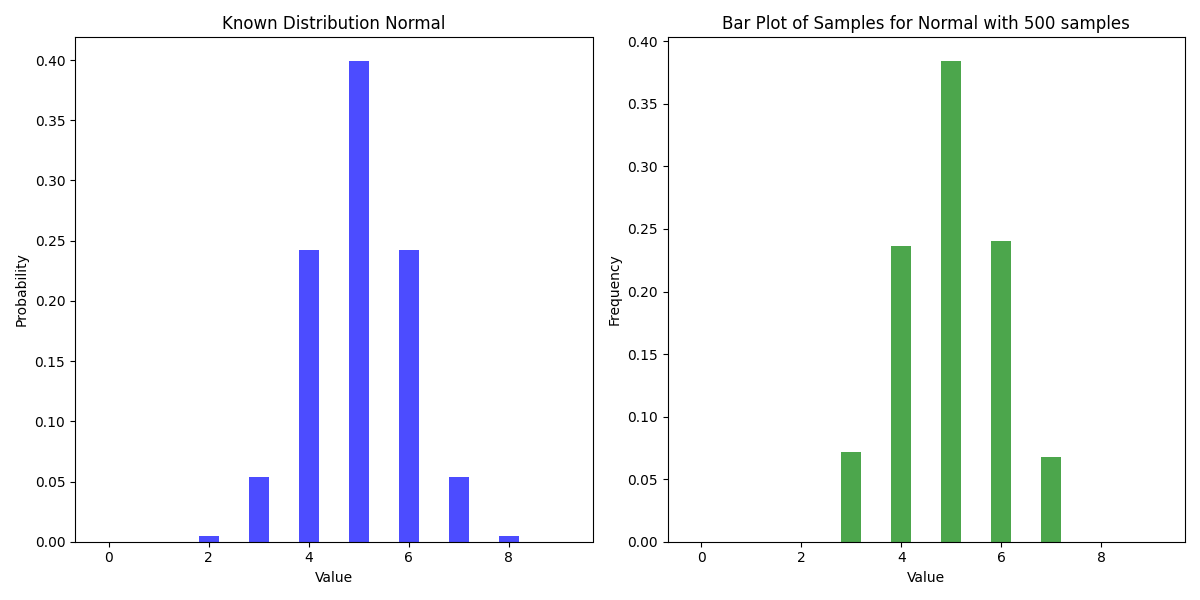 Known Distribution Normal
0.40
0.35
0.30
0.25
0.20
0.15
0.10
0.05
0.00
Probability
0 2 4 6 8
Value
Bar Plot of Samples for Normal with 500 samples
0.40
0.35
0.30
0.25
0.20
0.15
0.10
0.05
0.00
Frequency
0 2 4 6 8
Value